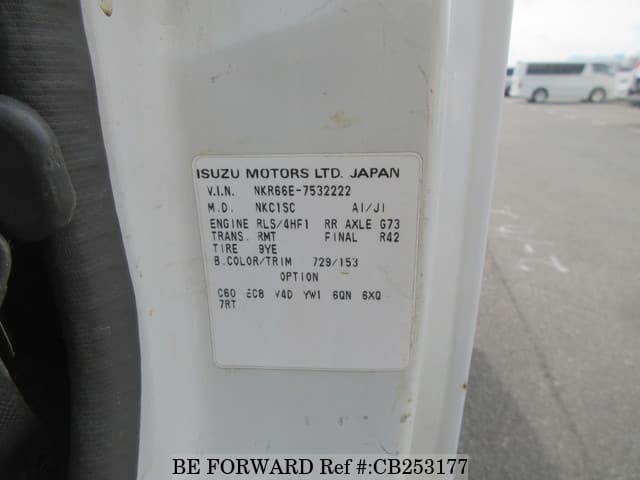 ISUZU MOTORS LTD. JAPAN
V.I.N. NKR66E-7532222
M.D. NKC1SC AI/JI
ENGINE RLS/4HF1 RR AXLE G73
TRANS. RMT FINAL R42
TIRE 9YE
B.COLOR/TRIM 729/153
OPTION
C60 EC8 V4D YW1 6QN 6XQ
7RT
BE FORWARD Ref #:CB253177